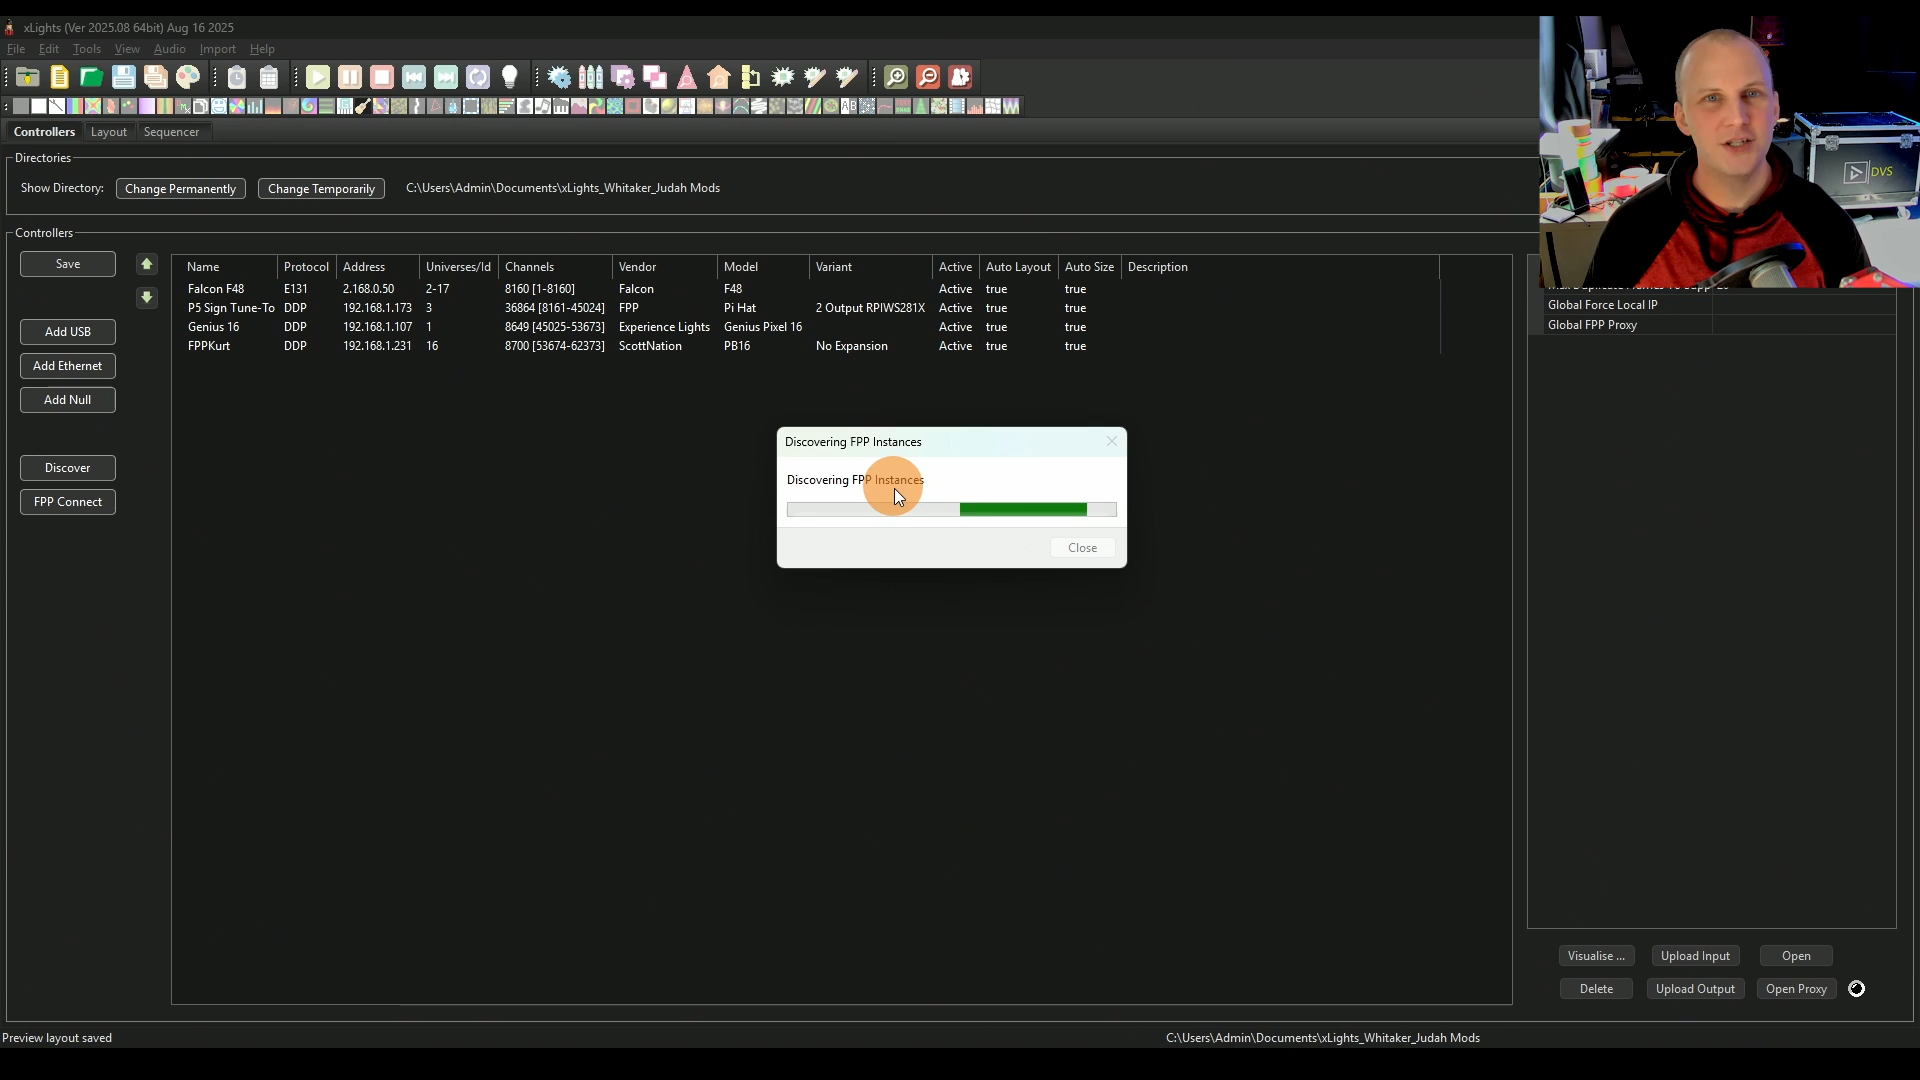 xLights (Ver 2025.08 64bit) Aug 16 2025
File Edit Tools View Audio Import Help
Controllers Layout Sequencer
Directories
Show Directory: Change Permanently Change Temporarily C:\Users\Admin\Documents\xLights_Whitaker_Judah Mods
Controllers
Save
Add USB
Add Ethernet
Add Null
Discover
FPP Connect
Name Protocol Address Universes/Id Channels Vendor Model Variant Active Auto Layout Auto Size Description
Falcon F48 E131 2.168.0.50 2-17 8160 [1-8160] Falcon F48 Active true true
P5 Sign Tune-To DDP 192.168.1.173 3 36864 [8161-45024] FPP Pi Hat 2 Output RPIWS281X Active true true
Genius 16 DDP 192.168.1.107 1 8649 [45025-53673] Experience Lights Genius Pixel 16 Active true true
FPPKurt DDP 192.168.1.231 16 8700 [53674-62373] ScottNation PB16 No Expansion Active true true
Discovering FPP Instances
Discovering FPP Instances
Close
DVS
Global Force Local IP
Global FPP Proxy
Visualise ... Upload Input Open
Delete Upload Output Open Proxy
Preview layout saved
C:\Users\Admin\Documents\xLights_Whitaker_Judah Mods